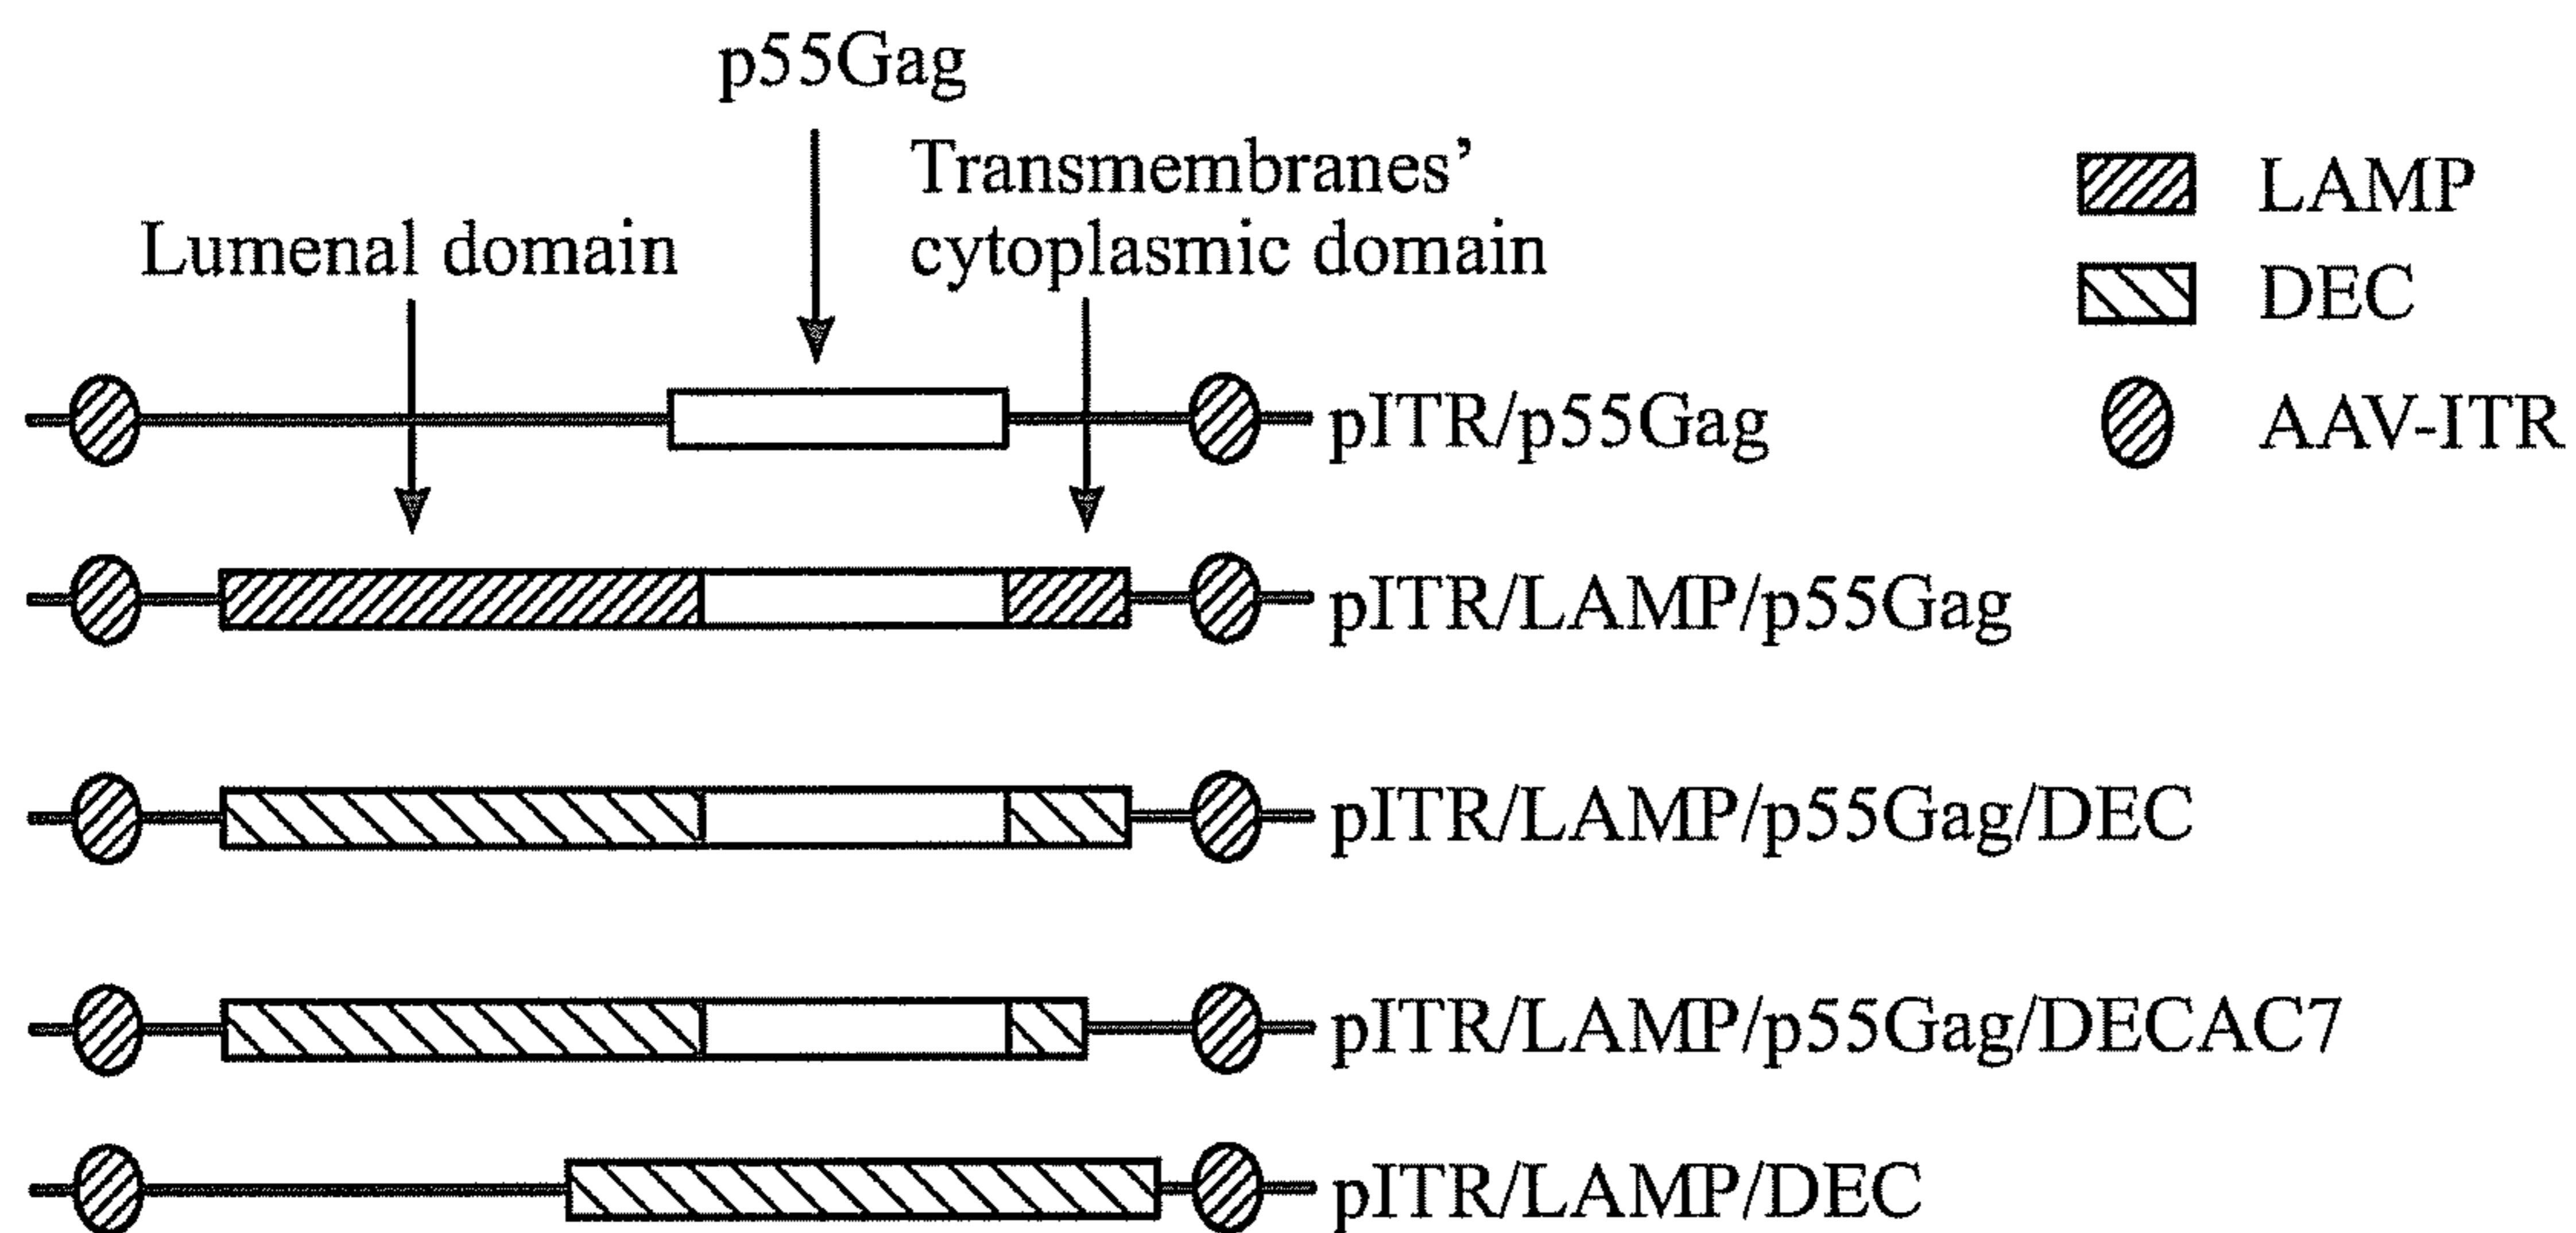 p55Gag
Transmembranes’
cytoplasmic domain
Lumenal domain
LAMP
DEC
AAV-ITR
pITR/p55Gag
pITR/LAMP/p55Gag
pITR/LAMP/p55Gag/DEC
pITR/LAMP/p55Gag/DECAC7
pITR/LAMP/DEC